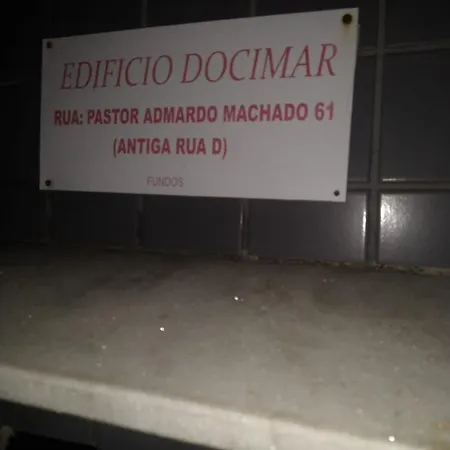 EDIFICIO DOCIMAR
RUA: PASTOR ADMARDO MACHADO 61
(ANTIGA RUA D)
FUNDOS